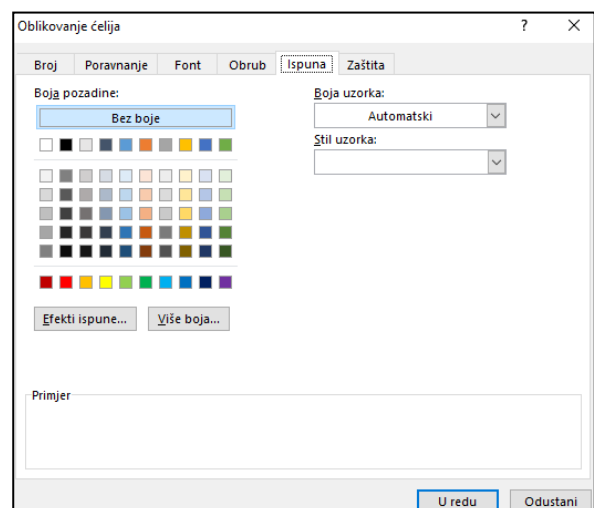 Oblikovanje ćelija ? ×
Broj Poravnanje Font Obrub Ispuna Zaštita
Boja pozadine: Boja uzorka:
Bez boje Automatski
Stil uzorka:
Efekti ispune... Više boja...
Primjer
U redu Odustani